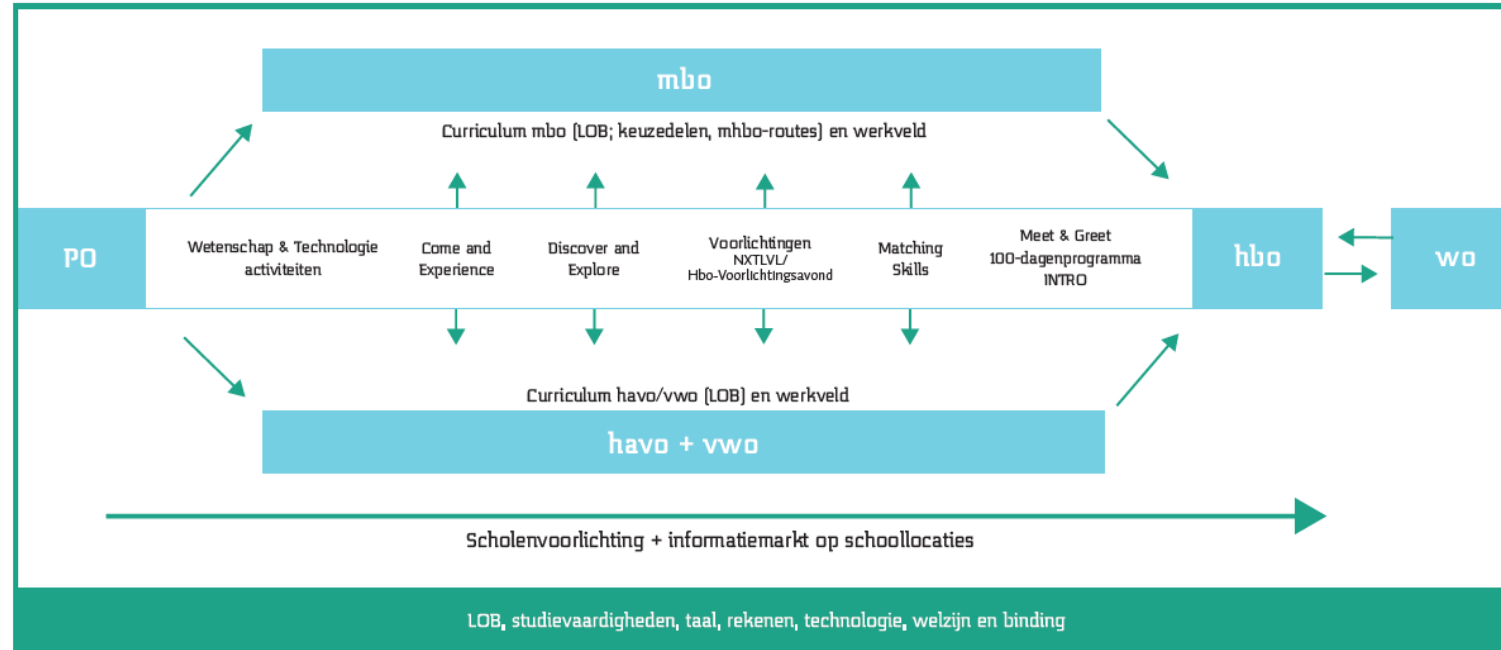 mbo
Curriculum mbo (LOB; keuzedelen, mhbo-routes) en werkveld
PO
Wetenschap & Technologie
activiteiten
Come and
Experience
Discover and
Explore
Voorlichtingen
NXTLVL/
Hbo-Voorlichtingsavond
Matching
Skills
Meet & Greet
100-dagenprogramma
INTRO
hbo
wo
Curriculum havo/vwo (LOB) en werkveld
havo + vwo
Scholenvoorlichting + informatiemarkt op schoollocaties
LOB, studievaardigheden, taal, rekenen, technologie, welzijn en binding